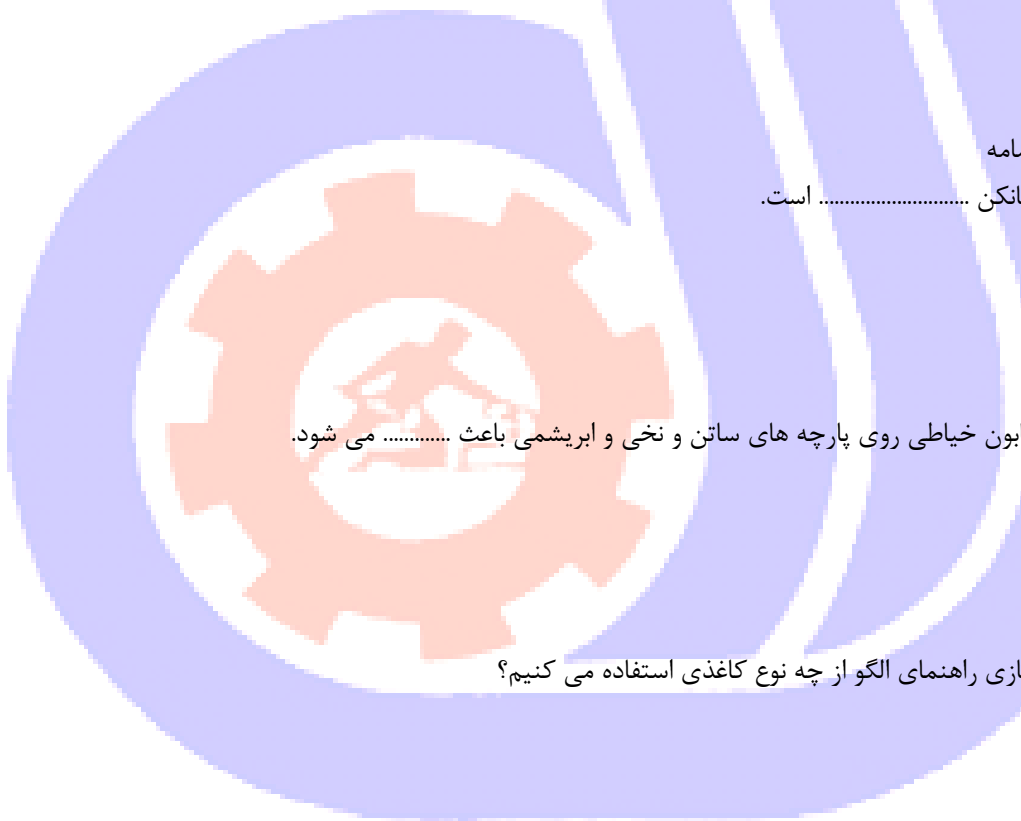 امه
انکن ............................ است.
ابون خیاطی روی پارچه های ساتن و نخی و ابریشمی باعث ............ می شود.
ازی راهنمای الگو از چه نوع کاغذی استفاده می کنیم؟